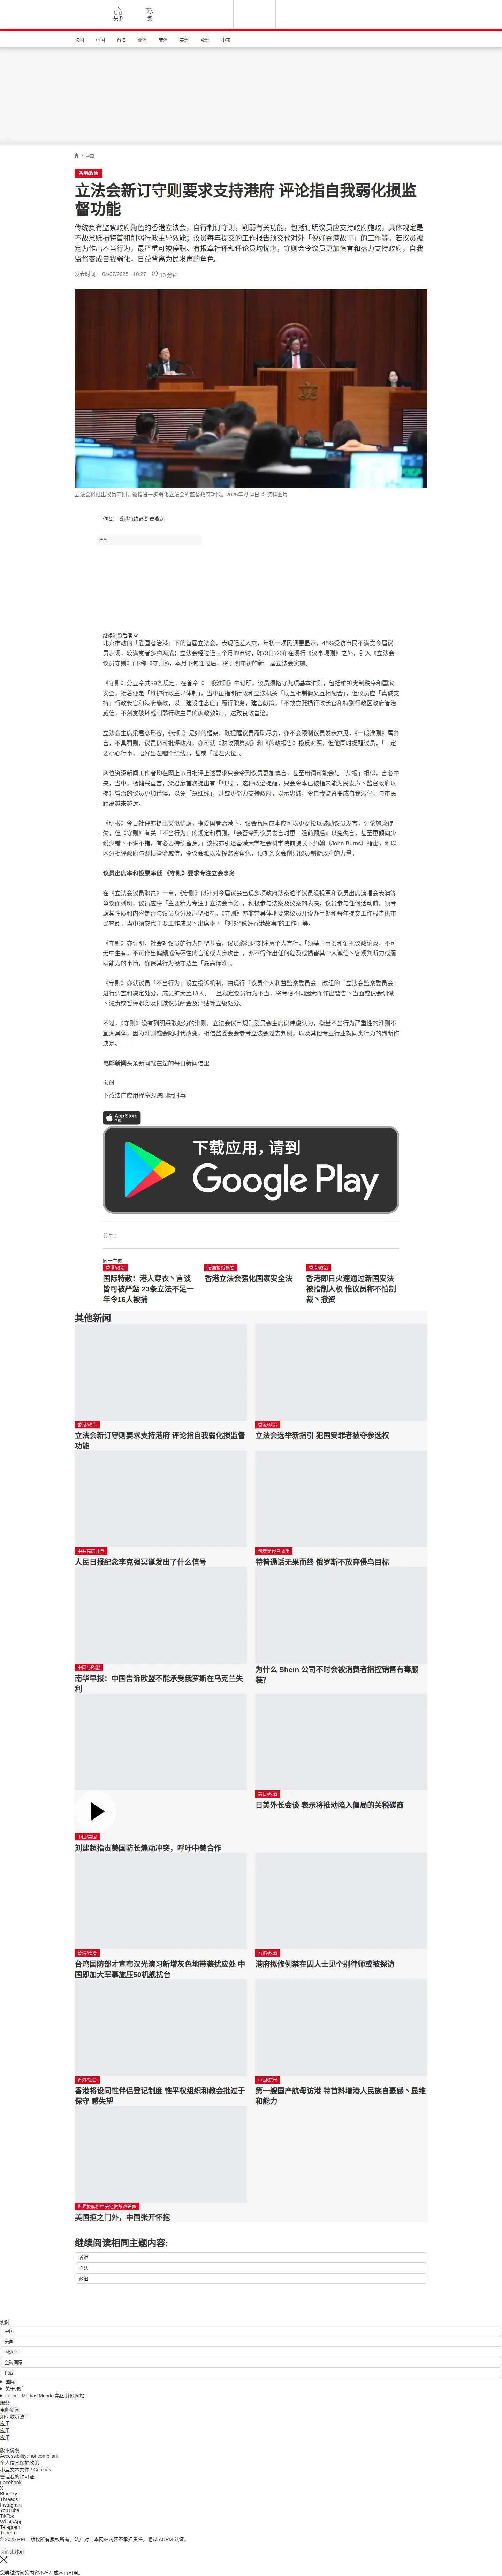 头条
繁
法国
中国
台海
亚洲
非洲
美洲
欧洲
中东
中国
香港/政治
立法会新订守则要求支持港府 评论指自我弱化损监督功能
传统负有监察政府角色的香港立法会，自行制订守则，削弱有关功能，包括订明议员应支持政府施政，具体规定是不故意贬损特首和削弱行政主导效能；议员每年提交的工作报告须交代对外「说好香港故事」的工作等。若议员被定为作出不当行为，最严重可被停职。有报章社评和评论员均忧虑，守则会令议员更加慎言和落力支持政府，自我监督变成自我弱化，日益背离为民发声的角色。
发表时间： 04/07/2025 - 10:27
10 分钟
立法会将推出议员守则，被指进一步弱化立法会的监督政府功能。2025年7月4日 © 资料图片
作者： 香港特约记者 麦燕庭
广告
继续浏览后续
北京推动的「爱国者治港」下的首届立法会，表现强差人意，年初一项民调更显示，48%受访市民不满意今届议员表现，较满意者多约两成；立法会经过近三个月的商讨，昨(3日)公布在现行《议事规则》之外，引入《立法会议员守则》(下称《守则》)，本月下旬通过后，将于明年初的新一届立法会实施。
《守则》分五章共59条规定，在首章《一般准则》中订明，议员须恪守九项基本准则，包括维护宪制秩序和国家安全，接着便是「维护行政主导体制」，当中虽指明行政和立法机关「既互相制衡又互相配合」，但议员应「真诚支持」行政长官和港府施政，以「建设性态度」履行职务，建言献策，「不故意贬损行政长官和特别行政区政府管治威信，不刻意破坏或削弱行政主导的施政效能」，达致良政善治。
立法会主席梁君彦形容，《守则》是好的框架，既提醒议员履职尽责，亦不会限制议员发表意见，《一般准则》属弁言，不具罚则，议员仍可批评政府，亦可就《财政预算案》和《施政报告》投反对票，但他同时提醒议员，「一定要小心行事，唔好出左嚟个红线」，甚或「过左火位」。
两位资深新闻工作者均在网上节目批评上述要求只会令到议员更加慎言，甚至用词可能会与「某报」相似，言必中央，当中，杨健兴直言，梁君彦首次提出有「红线」，这种政治提醒，只会令本已被指未能为民发声丶监督政府以提升管治的议员更加谨慎，以免「踩红线」，甚或更努力支持政府，以示忠诚，令自我监督变成自我弱化，与市民距离越来越远。
《明报》今日社评亦提出类似忧虑，指爱国者治港下，议会氛围应本应可以更宽松以鼓励议员发言，讨论施政得失，但《守则》有关「不当行为」的规定和罚则，「会否令到议员发言时更『瞻前顾后』以免失言，甚至更倾向少说少错丶不讲不错，有必要持续留意。」该报亦引述香港大学社会科学院前院长卜约翰（John Burns）指出，难以区分批评政府与贬损管治威信，令议会难以发挥监察角色，预期条文会削弱议员制衡政府的力量。
议员出席率和投票率低 《守则》要求专注立会事务
在《立法会议员职责》一章，《守则》似针对今届议会出现多项政府法案逾半议员没投票和议员出席演唱会表演等争议而列明，议员应将「主要精力专注于立法会事务」，积极参与法案及议案的表决；议员参与任何活动前，须考虑其性质和内容是否与议员身分及声望相符。《守则》亦非常具体地要求议员开设办事处和每年提交工作报告供市民查阅，当中须交代主要工作成果丶出席率丶「对外“说好香港故事”的工作」等。
《守则》亦订明，社会对议员的行为期望甚高，议员必须时刻注意个人言行，「须基于事实和证据议政论政，不可无中生有，不可作出偏颇或侮辱性的言论或人身攻击」，亦不得作出任何危及或损害其个人诚信丶客观判断力或履职能力的事情，确保其行为操守达至「最高标准」。
《守则》亦就议员「不当行为」设立投诉机制，由现行「议员个人利益监察委员会」改组的「立法会监察委员会」进行调查和决定处分，成员扩大至13人。一旦裁定议员行为不当，将考虑不同因素而作出警告丶当面或议会训诫丶谴责或暂停职务及扣减议员酬金及津贴等五级处分。
不过，《守则》没有列明采取处分的准则，立法会议事规则委员会主席谢伟俊认为，衡量不当行为严重性的准则不宜太具体，因为准则或会随时代改变，相信监委会会参考立法会过去判例，以及其他专业行业就同类行为的判断作决定。
电邮新闻头条新闻就在您的每日新闻信里
订阅
下载法广应用程序跟踪国际时事
App Store
下载
下载应用，请到
Google Play
分享 :
同一主题
香港/政治
国际特赦：港人穿衣丶言谈皆可被严惩 23条立法不足一年令16人被捕
法国报纸摘要
香港立法会强化国家安全法
香港/政治
香港即日火速通过新国安法 被指削人权 惟议员称不怕制裁丶撤资
其他新闻
香港/政治
立法会新订守则要求支持港府 评论指自我弱化损监督功能
香港/政治
立法会选举新指引 犯国安罪者被夺参选权
中共高层斗争
人民日报纪念李克强冥诞发出了什么信号
俄罗斯侵乌战争
特普通话无果而终 俄罗斯不放弃侵乌目标
中国与欧盟
南华早报：中国告诉欧盟不能承受俄罗斯在乌克兰失利
为什么 Shein 公司不时会被消费者指控销售有毒服装？
中国/美国
刘建超指责美国防长煽动冲突，呼吁中美合作
美日/政治
日美外长会谈 表示将推动陷入僵局的关税磋商
台湾/政治
台湾国防部才宣布汉光演习新增灰色地带袭扰应处 中国即加大军事施压50机舰扰台
香港/政治
港府拟修例禁在囚人士见个别律师或被探访
香港/社会
香港将设同性伴侣登记制度 惟平权组织和教会批过于保守 感失望
中国/航母
第一艘国产航母访港 特首料增港人民族自豪感丶显维和能力
世界新解析中美经贸战略差异
美国拒之门外，中国张开怀抱
继续阅读相同主题内容:
香港
立法
政治
实时
中国
美国
习近平
金砖国家
巴西
国际
关于法广
France Médias Monde 集团其他网站
服务
电邮新闻
如何收听法广
应用
应用
应用
版本说明
Accessibility: not compliant
个人信息保护政策
小型文本文件 / Cookies
管理我的许可证
Facebook
X
Bluesky
Threads
Instagram
YouTube
TikTok
WhatsApp
Telegram
TuneIn
© 2025 RFI – 版权所有版权所有。法广对非本网站内容不承担责任。通过 ACPM 认证。
页面未找到
您尝试访问的内容不存在或不再可用。